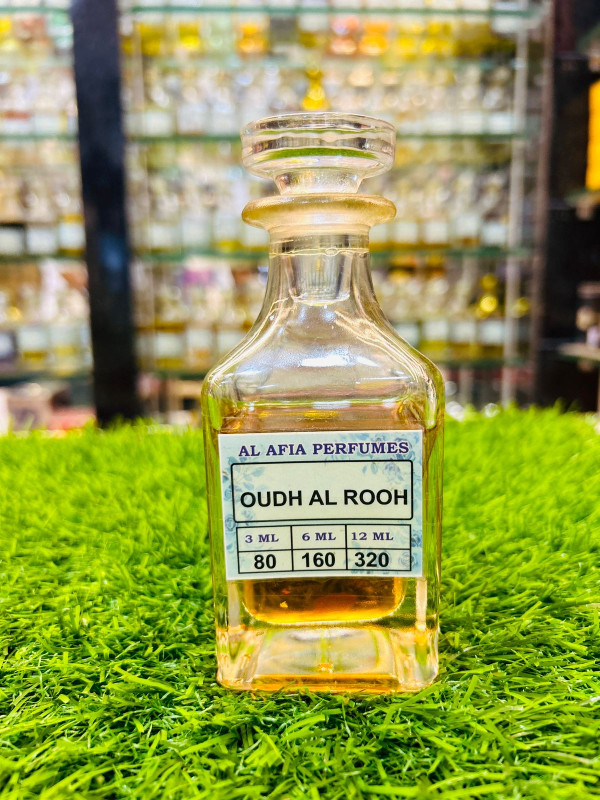 AL AFIA PERFUMES
OUDH AL ROOH
3 ML 6 ML 12 ML
80 160 320